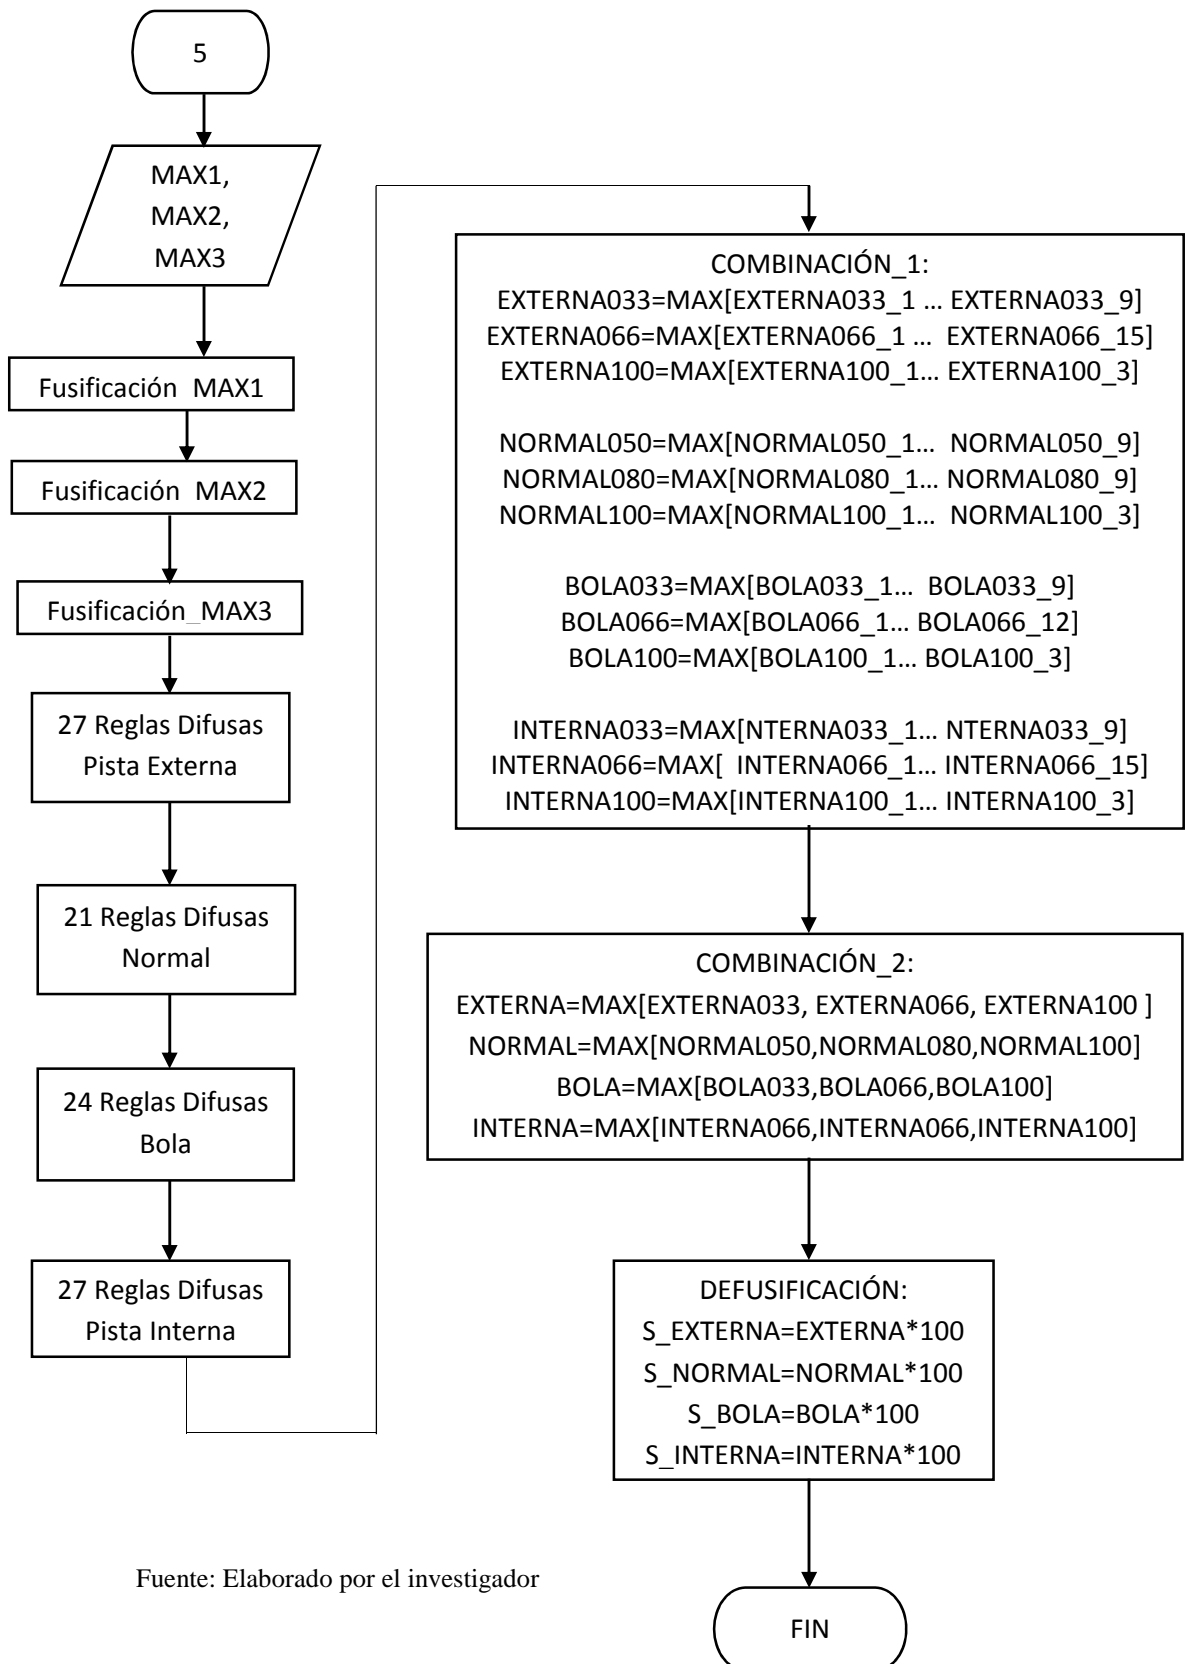 5
MAX1,
MAX2,
MAX3
Fusificación MAX1
Fusificación MAX2
Fusificación_MAX3
27 Reglas Difusas
Pista Externa
21 Reglas Difusas
Normal
24 Reglas Difusas
Bola
27 Reglas Difusas
Pista Interna
COMBINACIÓN_1:
EXTERNA033=MAX[EXTERNA033_1 ... EXTERNA033_9]
EXTERNA066=MAX[EXTERNA066_1 ... EXTERNA066_15]
EXTERNA100=MAX[EXTERNA100_1... EXTERNA100_3]
NORMAL050=MAX[NORMAL050_1... NORMAL050_9]
NORMAL080=MAX[NORMAL080_1... NORMAL080_9]
NORMAL100=MAX[NORMAL100_1... NORMAL100_3]
BOLA033=MAX[BOLA033_1... BOLA033_9]
BOLA066=MAX[BOLA066_1... BOLA066_12]
BOLA100=MAX[BOLA100_1... BOLA100_3]
INTERNA033=MAX[NTERNA033_1... NTERNA033_9]
INTERNA066=MAX[ INTERNA066_1... INTERNA066_15]
INTERNA100=MAX[INTERNA100_1... INTERNA100_3]
COMBINACIÓN_2:
EXTERNA=MAX[EXTERNA033, EXTERNA066, EXTERNA100 ]
NORMAL=MAX[NORMAL050,NORMAL080,NORMAL100]
BOLA=MAX[BOLA033,BOLA066,BOLA100]
INTERNA=MAX[INTERNA066,INTERNA066,INTERNA100]
DEFUSIFICACIÓN:
S_EXTERNA=EXTERNA*100
S_NORMAL=NORMAL*100
S_BOLA=BOLA*100
S_INTERNA=INTERNA*100
FIN
Fuente: Elaborado por el investigador